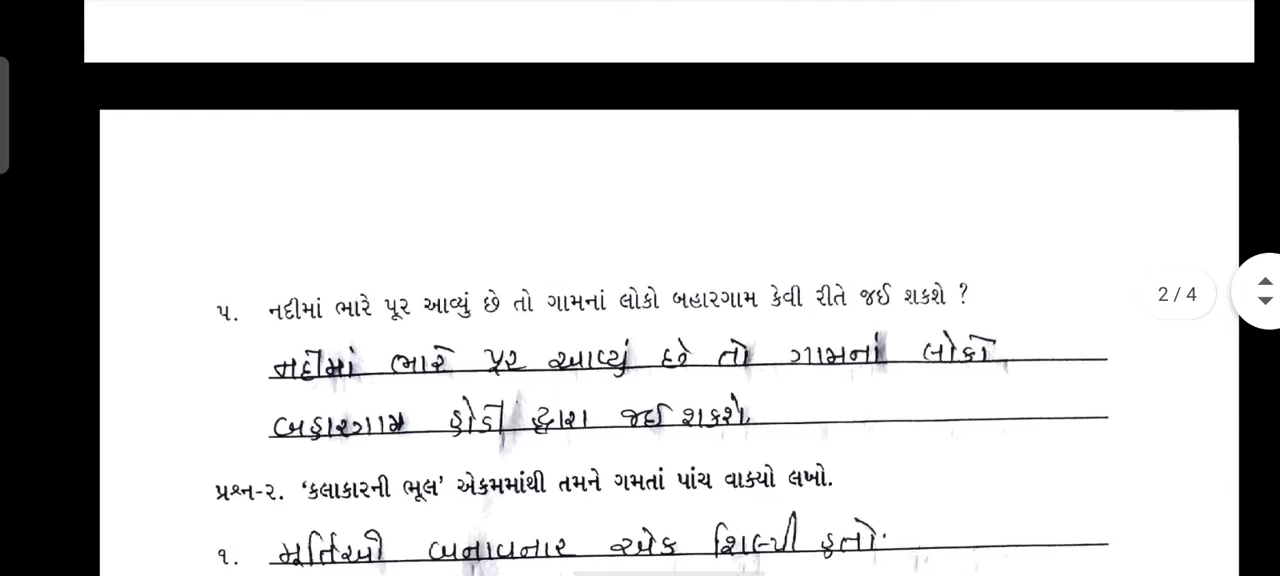 ૫. નદીમાં ભારે પૂર આવ્યું છે તો ગામનાં લોકો બહારગામ કેવી રીતે જઈ શકશે ?
નદીમાં ભારે પૂર આવ્યું છે તો ગામનાં લોકો
બહારગામ હોડી દ્વારા જઈ શકશે.
પ્રશ્ન-૨. ‘કલાકારની ભૂલ’ એકમમાંથી તમને ગમતાં પાંચ વાક્યો લખો.
૧. મૂર્તિઓ બનાવનાર એક શિલ્પી હતો.
2 / 4